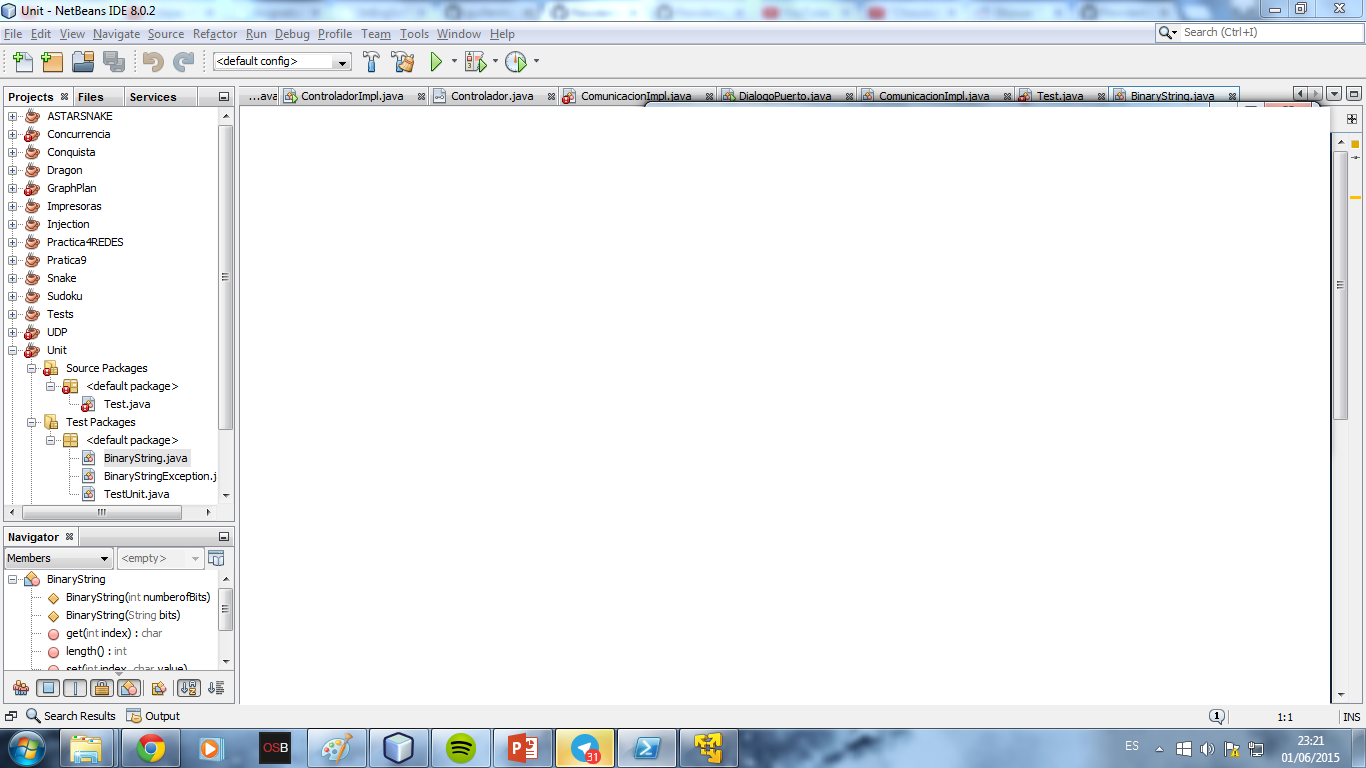 Unit - NetBeans IDE 8.0.2
File Edit View Navigate Source Refactor Run Debug Profile Team Tools Window Help
Search (Ctrl+I)
<default config>
Projects Files Services
...ava ControladorImpl.java Controlador.java ComunicacionImpl.java DialogoPuerto.java ComunicacionImpl.java Test.java BinaryString.java
ASTARSNAKE
Concurrencia
Conquista
Dragon
GraphPlan
Impresoras
Injection
Practica4REDES
Pratica9
Snake
Sudoku
Tests
UDP
Unit
Source Packages
<default package>
Test.java
Test Packages
<default package>
BinaryString.java
BinaryStringException.j
TestUnit.java
Navigator
Members <empty>
BinaryString
BinaryString(int numberofBits)
BinaryString(String bits)
get(int index) : char
length() : int
set(int index, char value)
Search Results Output
1
1:1 INS
OSB
31
ES
23:21
01/06/2015